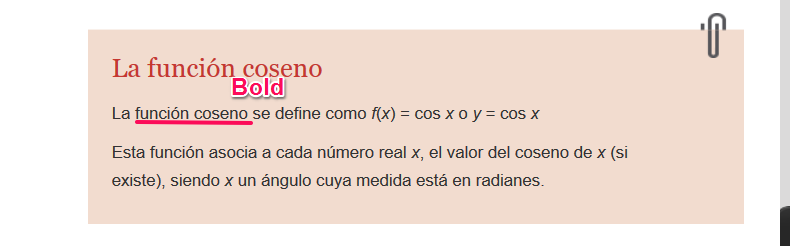 La función coseno
Bold
La función coseno se define como f(x) = cos x o y = cos x
Esta función asocia a cada número real x, el valor del coseno de x (si
existe), siendo x un ángulo cuya medida está en radianes.